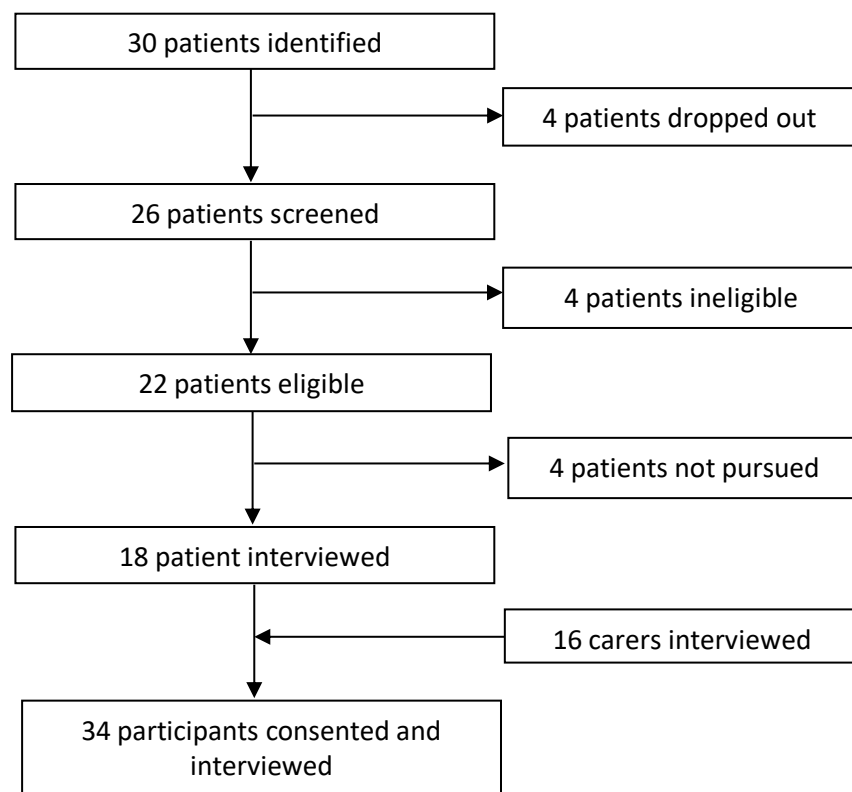 30 patients identified
4 patients dropped out
26 patients screened
4 patients ineligible
22 patients eligible
4 patients not pursued
18 patient interviewed
16 carers interviewed
34 participants consented and
interviewed